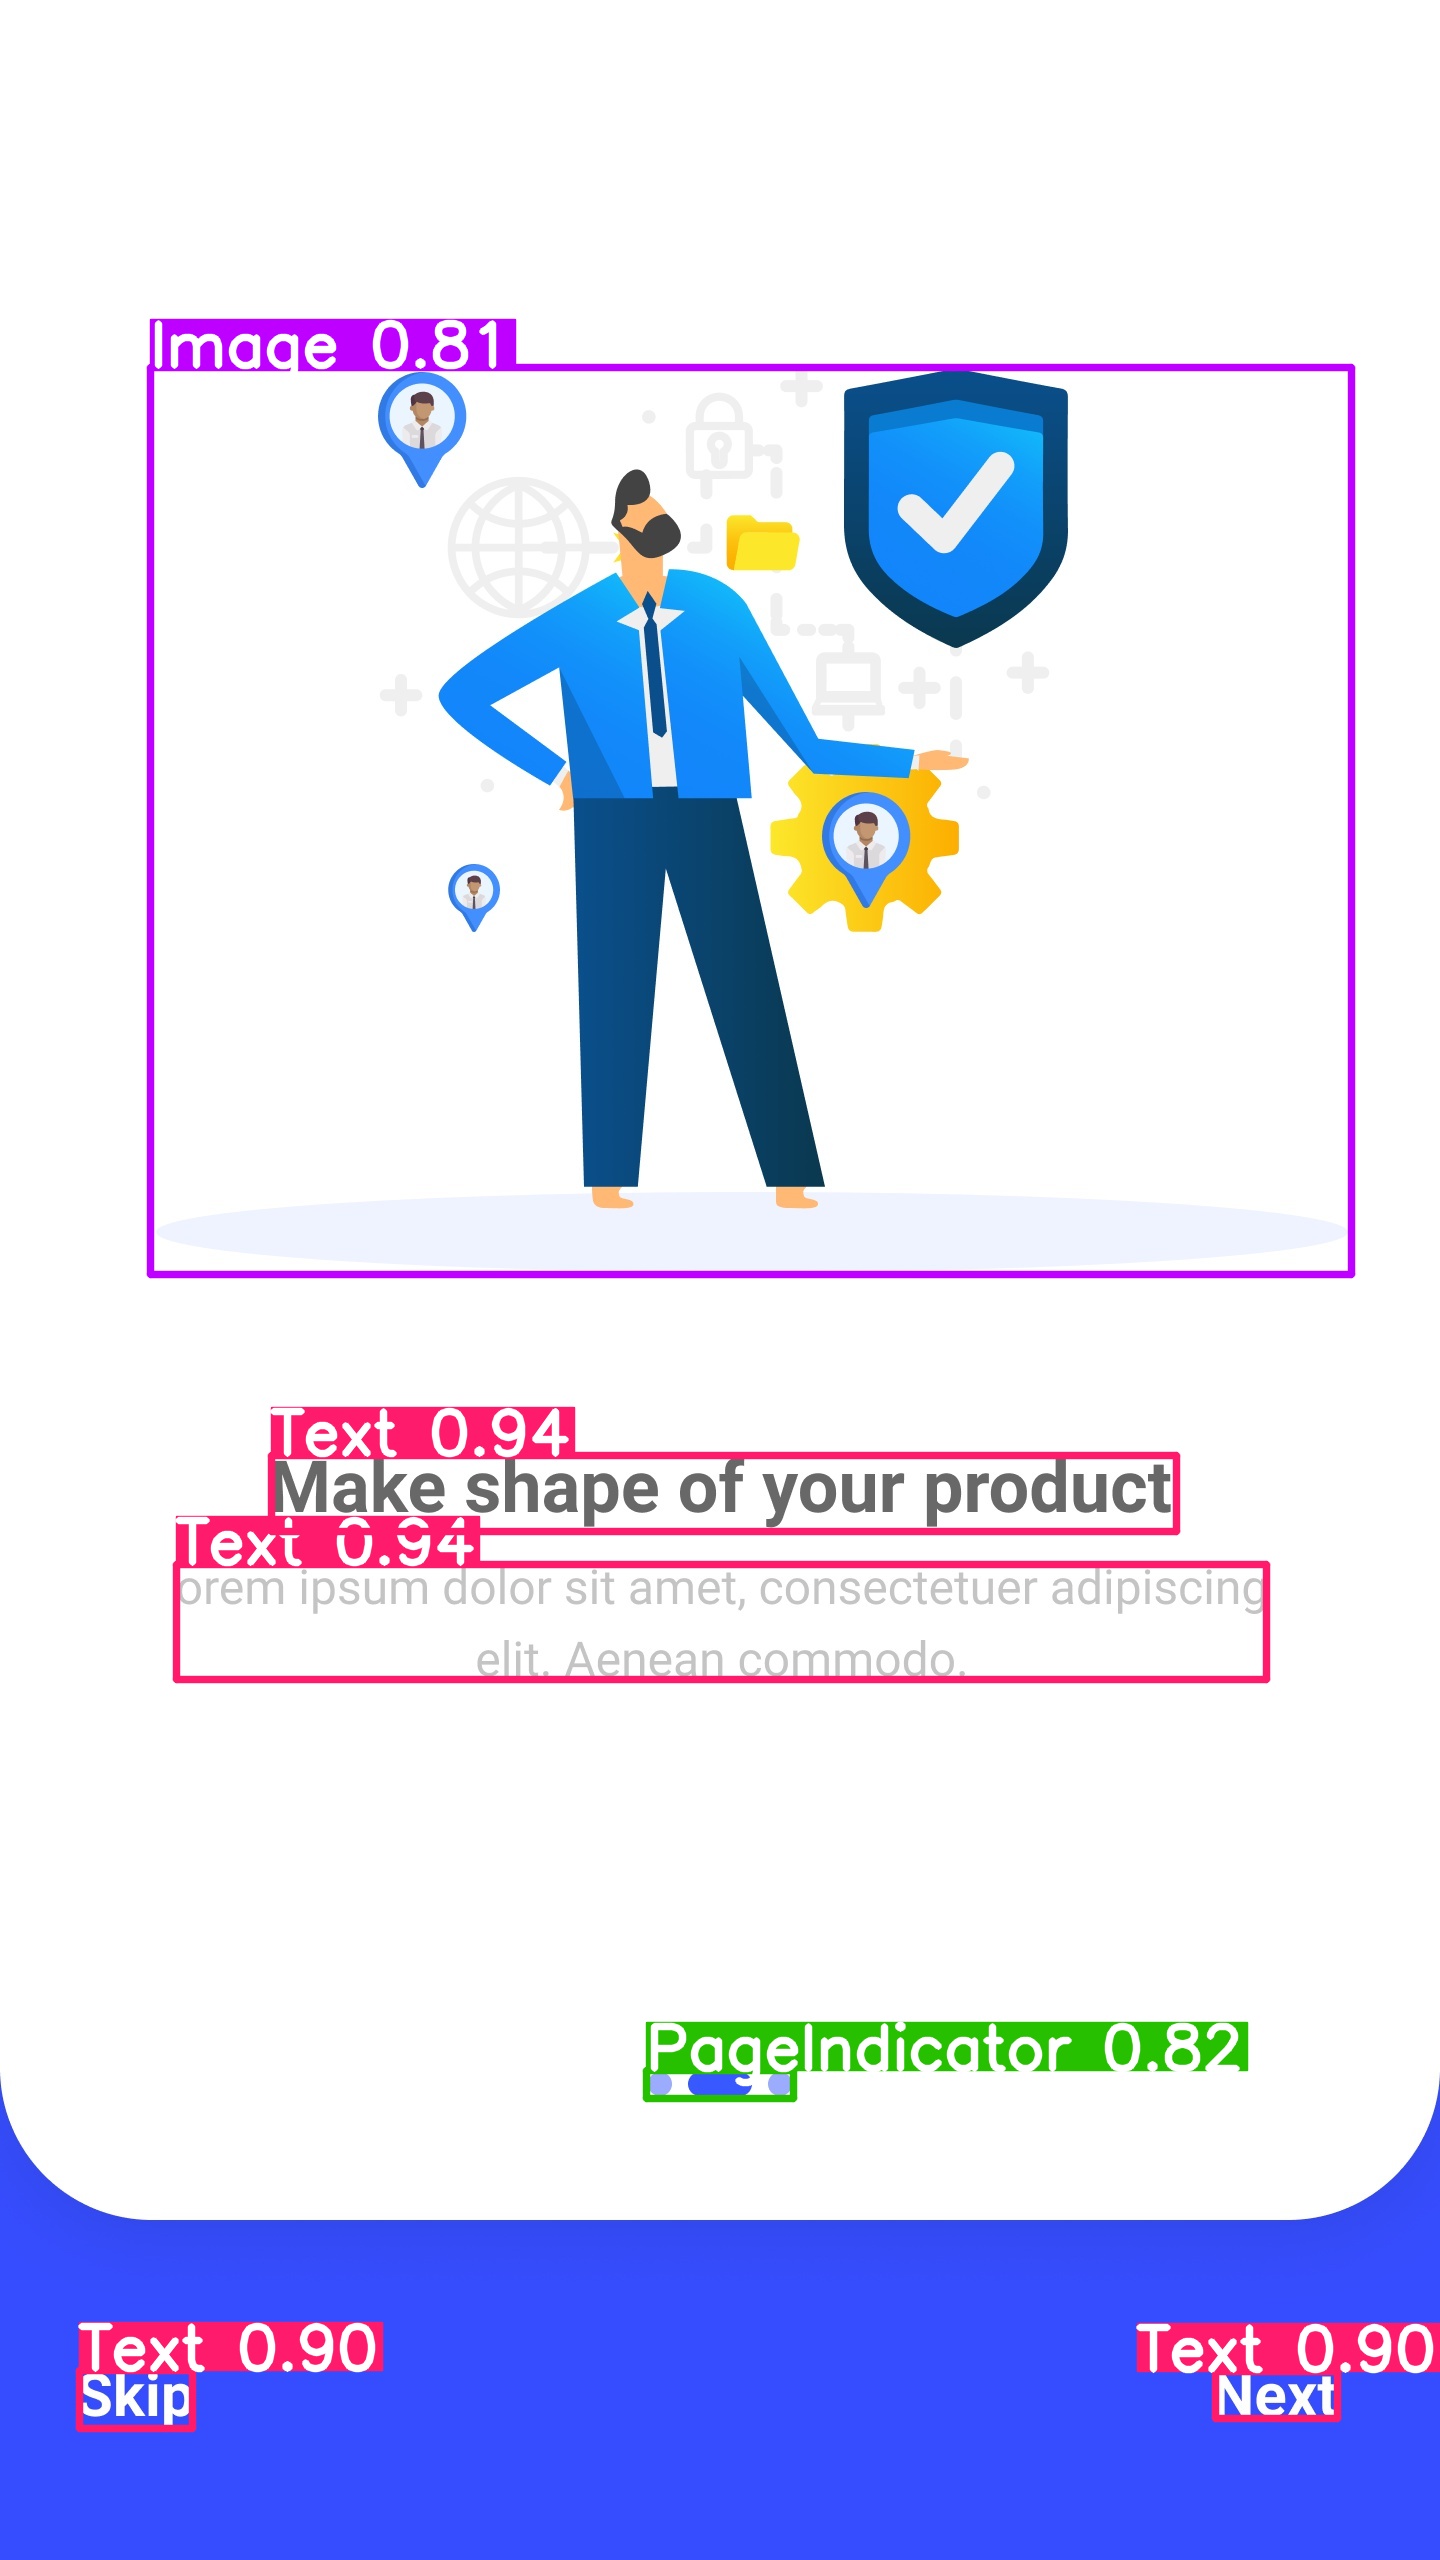 Image 0.81
Text 0.94
Make shape of your product
Text 0.94
orem ipsum dolor sit amet, consectetuer adipiscing
elit. Aenean commodo.
PageIndicator 0.82
Text 0.90
Skip
Text 0.90
Next